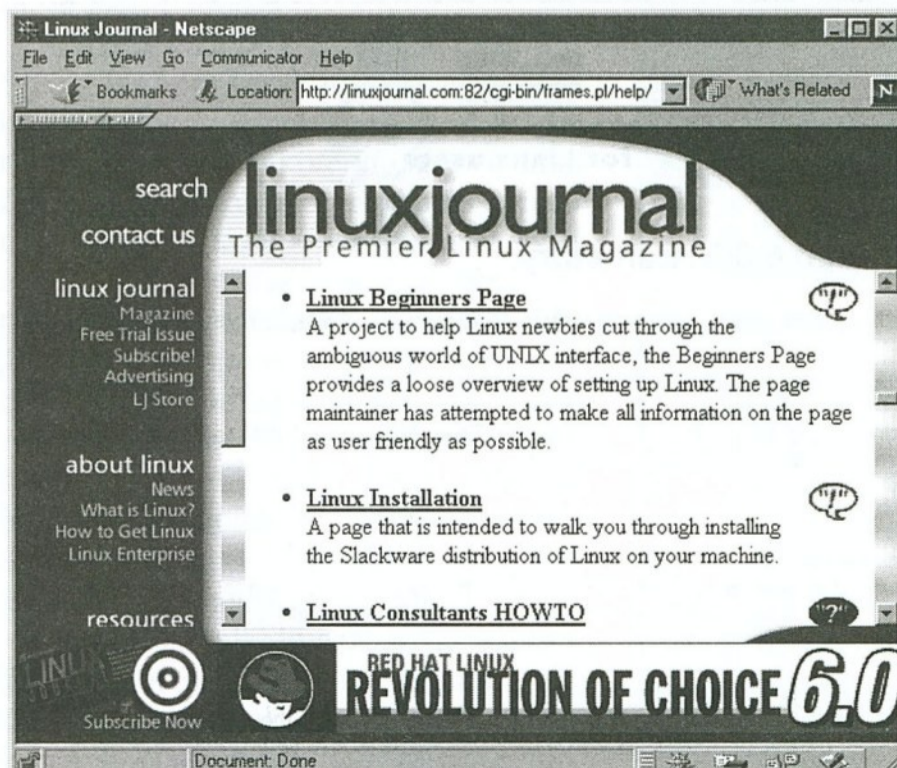 Linux Journal - Netscape
File Edit View Go Communicator Help
Bookmarks Location: http://linuxjournal.com:82/cgi-bin/frames.pl/help/ What's Related N
search
contact us
linux journal
Magazine
Free Trial Issue
Subscribe!
Advertising
LJ Store
about linux
News
What is Linux?
How to Get Linux
Linux Enterprise
resources
linuxjournal
The Premier Linux Magazine
• Linux Beginners Page "!"
A project to help Linux newbies cut through the
ambiguous world of UNIX interface, the Beginners Page
provides a loose overview of setting up Linux. The page
maintainer has attempted to make all information on the page
as user friendly as possible.
• Linux Installation "!"
A page that is intended to walk you through installing
the Slackware distribution of Linux on your machine.
• Linux Consultants HOWTO "?"
LINUX
Subscribe Now
RED HAT LINUX
REVOLUTION OF CHOICE 6.0
Document: Done